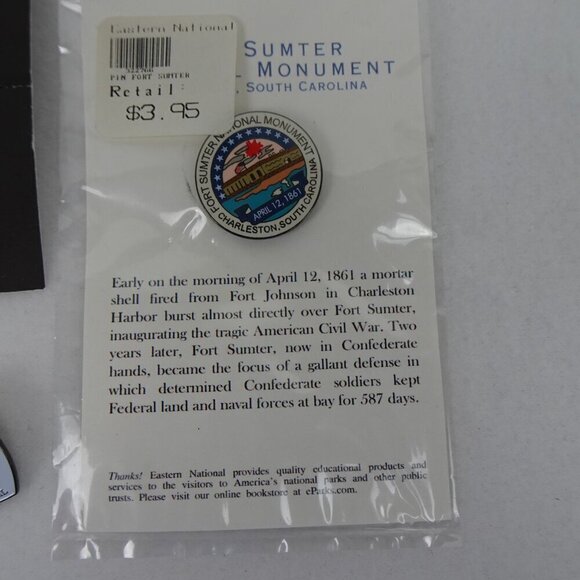 Eastern National
322766
PIN FORT SUMTER
Retail:
$3.95
SUMTER
L MONUMENT
, SOUTH CAROLINA
FORT SUMTER NATIONAL MONUMENT
APRIL 12, 1861
CHARLESTON, SOUTH CAROLINA
Early on the morning of April 12, 1861 a mortar
shell fired from Fort Johnson in Charleston
Harbor burst almost directly over Fort Sumter,
inaugurating the tragic American Civil War. Two
years later, Fort Sumter, now in Confederate
hands, became the focus of a gallant defense in
which determined Confederate soldiers kept
Federal land and naval forces at bay for 587 days.
Thanks! Eastern National provides quality educational products and
services to the visitors to America's national parks and other public
trusts. Please visit our online bookstore at eParks.com.